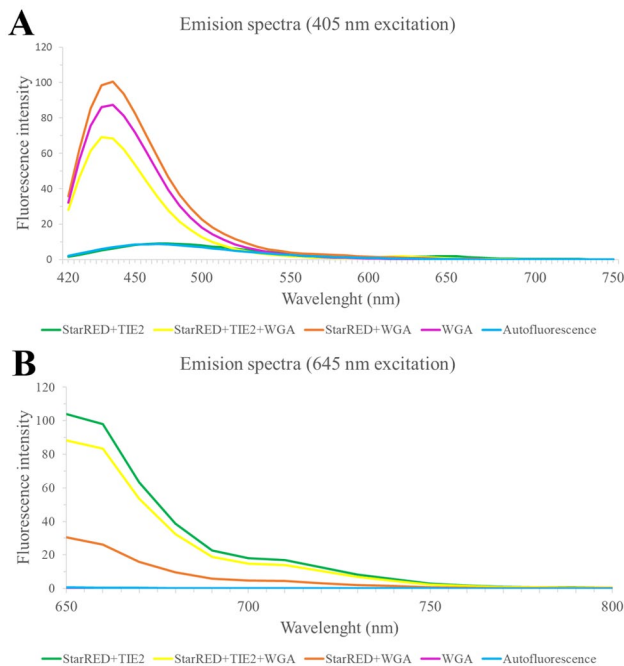 A
Emision spectra (405 nm excitation)
Fluorescence intensity
120
100
80
60
40
20
0
420 450 500 550 600 650 700 750
Wavelenght (nm)
StarRED+TIE2 StarRED+TIE2+WGA StarRED+WGA WGA Autofluorescence
B
Emision spectra (645 nm excitation)
Fluorescence intensity
120
100
80
60
40
20
0
650 700 750 800
Wavelenght (nm)
StarRED+TIE2 StarRED+TIE2+WGA StarRED+WGA WGA Autofluorescence